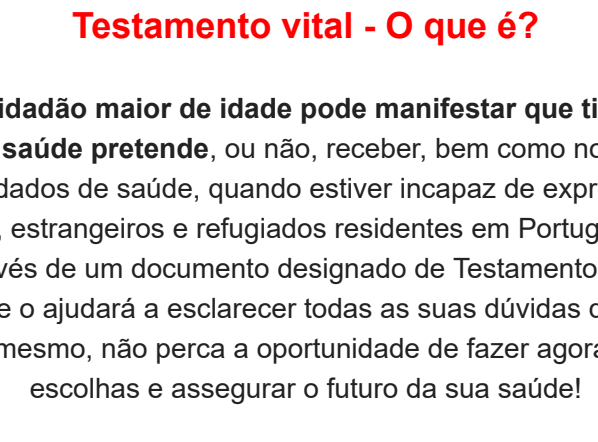 Testamento vital - O que é?
idadão maior de idade pode manifestar que ti
saúde pretende, ou não, receber, bem como no
dados de saúde, quando estiver incapaz de expr
, estrangeiros e refugiados residentes em Portug
vés de um documento designado de Testamento
e o ajudará a esclarecer todas as suas dúvidas
mesmo, não perca a oportunidade de fazer agora
escolhas e assegurar o futuro da sua saúde!